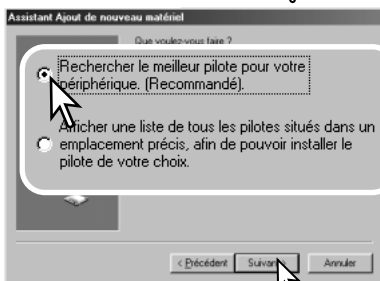 Assistant Ajout de nouveau matériel
Que voulez-vous faire ?
Rechercher le meilleur pilote pour votre
périphérique. (Recommandé).
Afficher une liste de tous les pilotes situés dans un
emplacement précis, afin de pouvoir installer le
pilote de votre choix.
< Précédent Suivant > Annuler